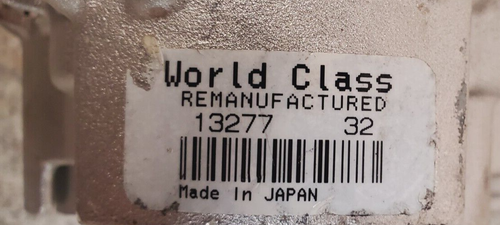 World Class
REMANUFACTURED
13277 32
Made In JAPAN